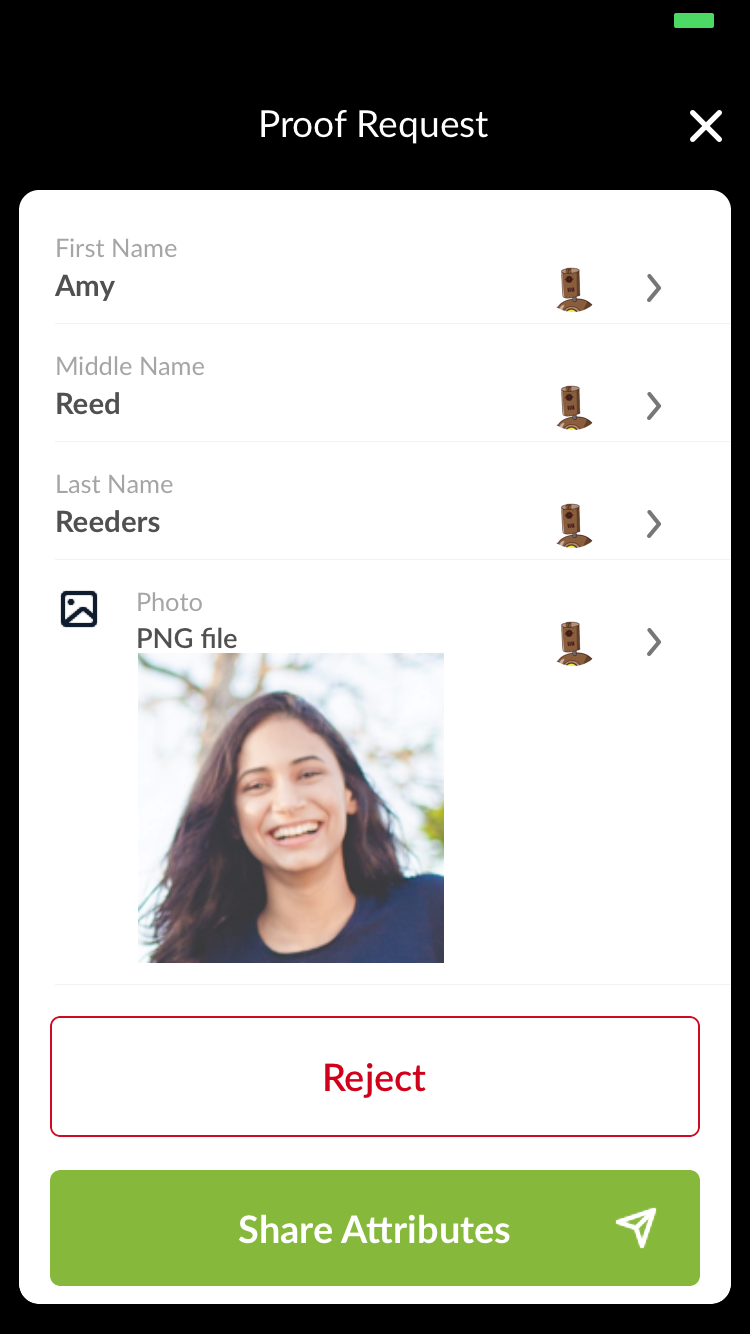 Proof Request
First Name
Amy
Middle Name
Reed
Last Name
Reeders
Photo
PNG file
Reject
Share Attributes